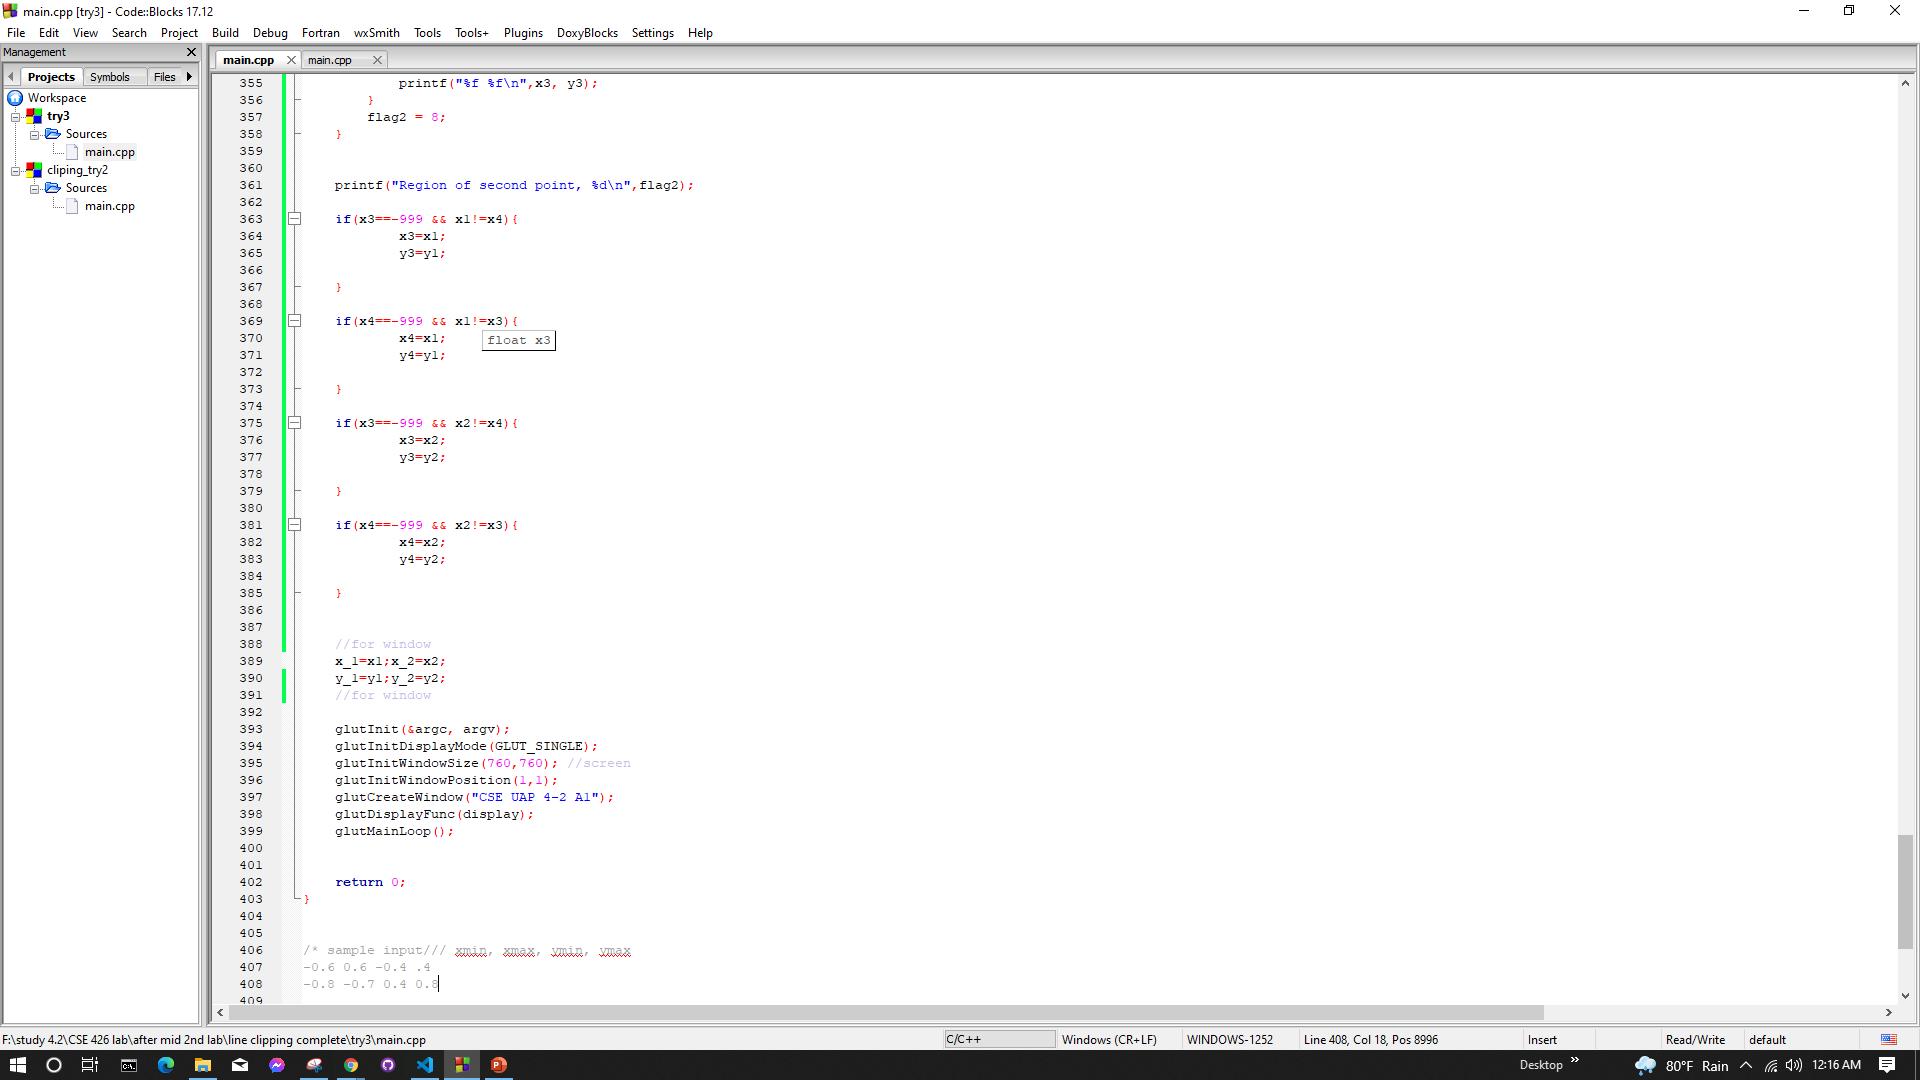 main.cpp [try3] - Code::Blocks 17.12
File Edit View Search Project Build Debug Fortran wxSmith Tools Tools+ Plugins DoxyBlocks Settings Help
Management
Projects Symbols Files
Workspace
try3
Sources
main.cpp
cliping_try2
Sources
main.cpp
main.cpp main.cpp
355 printf("%f %f\n",x3, y3);
356 }
357 flag2 = 8;
358 }
359
360
361 printf("Region of second point, %d\n",flag2);
362
363 if(x3==-999 && x1!=x4){
364 x3=x1;
365 y3=y1;
366
367 }
368
369 if(x4==-999 && x1!=x3){
370 x4=x1;
float x3
371 y4=y1;
372
373 }
374
375 if(x3==-999 && x2!=x4){
376 x3=x2;
377 y3=y2;
378
379 }
380
381 if(x4==-999 && x2!=x3){
382 x4=x2;
383 y4=y2;
384
385 }
386
387
388 //for window
389 x_1=x1;x_2=x2;
390 y_1=y1;y_2=y2;
391 //for window
392
393 glutInit(&argc, argv);
394 glutInitDisplayMode(GLUT_SINGLE);
395 glutInitWindowSize(760,760); //screen
396 glutInitWindowPosition(1,1);
397 glutCreateWindow("CSE UAP 4-2 A1");
398 glutDisplayFunc(display);
399 glutMainLoop();
400
401
402 return 0;
403 }
404
405
406 /* sample input/// xmin, xmax, ymin, ymax
407 -0.6 0.6 -0.4 .4
408 -0.8 -0.7 0.4 0.8
409
F:\study 4.2\CSE 426 lab\after mid 2nd lab\line clipping complete\try3\main.cpp C/C++ Windows (CR+LF) WINDOWS-1252 Line 408, Col 18, Pos 8996 Insert Read/Write default
Desktop 80°F Rain 12:16 AM